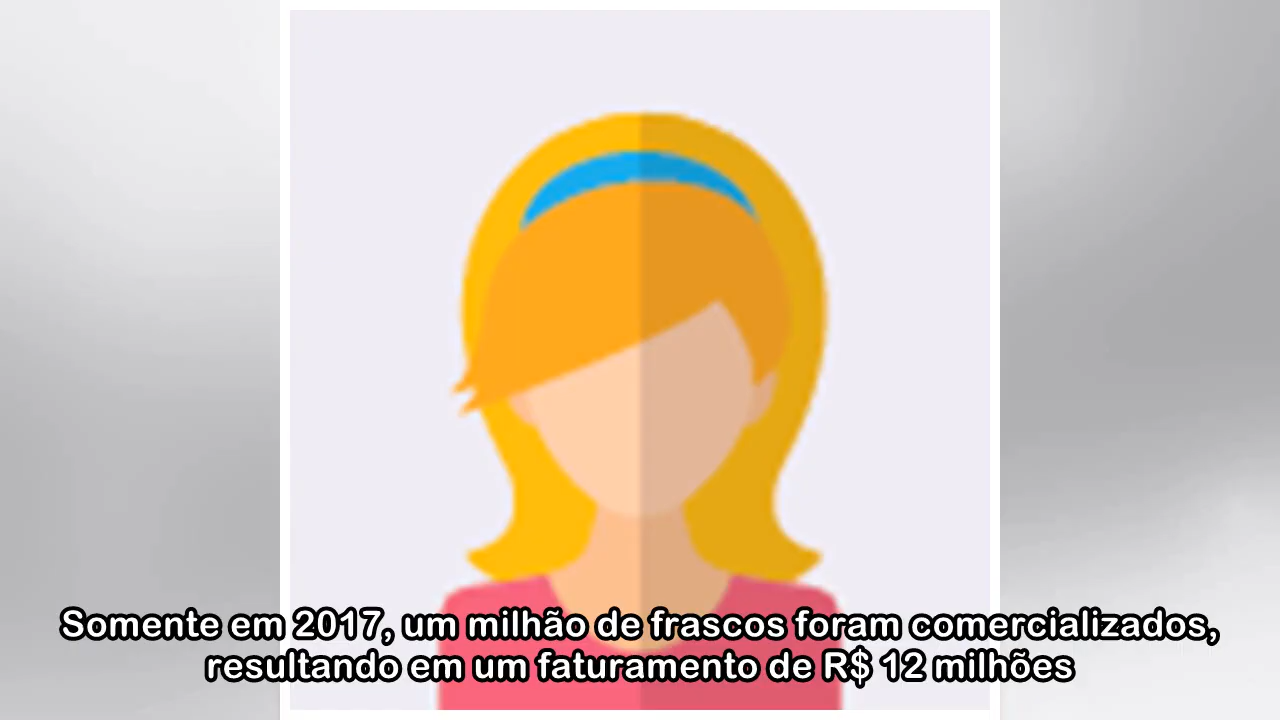 Somente em 2017, um milhão de frascos foram comercializados,
resultando em um faturamento de R$ 12 milhões